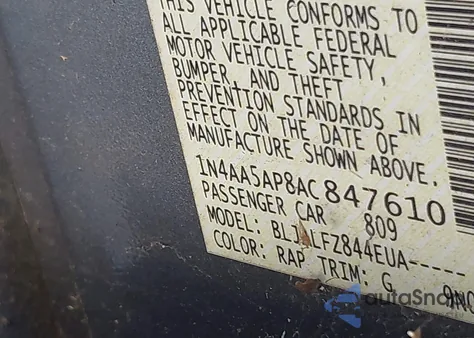 THIS VEHICLE CONFORMS TO
ALL APPLICABLE FEDERAL
MOTOR VEHICLE SAFETY,
BUMPER, AND THEFT
PREVENTION STANDARDS IN
EFFECT ON THE DATE OF
MANUFACTURE SHOWN ABOVE.
1N4AA5AP8AC847610
PASSENGER CAR 809
MODEL: LFZ844EUA-----
COLOR: RAP TRIM: G
autoSnap